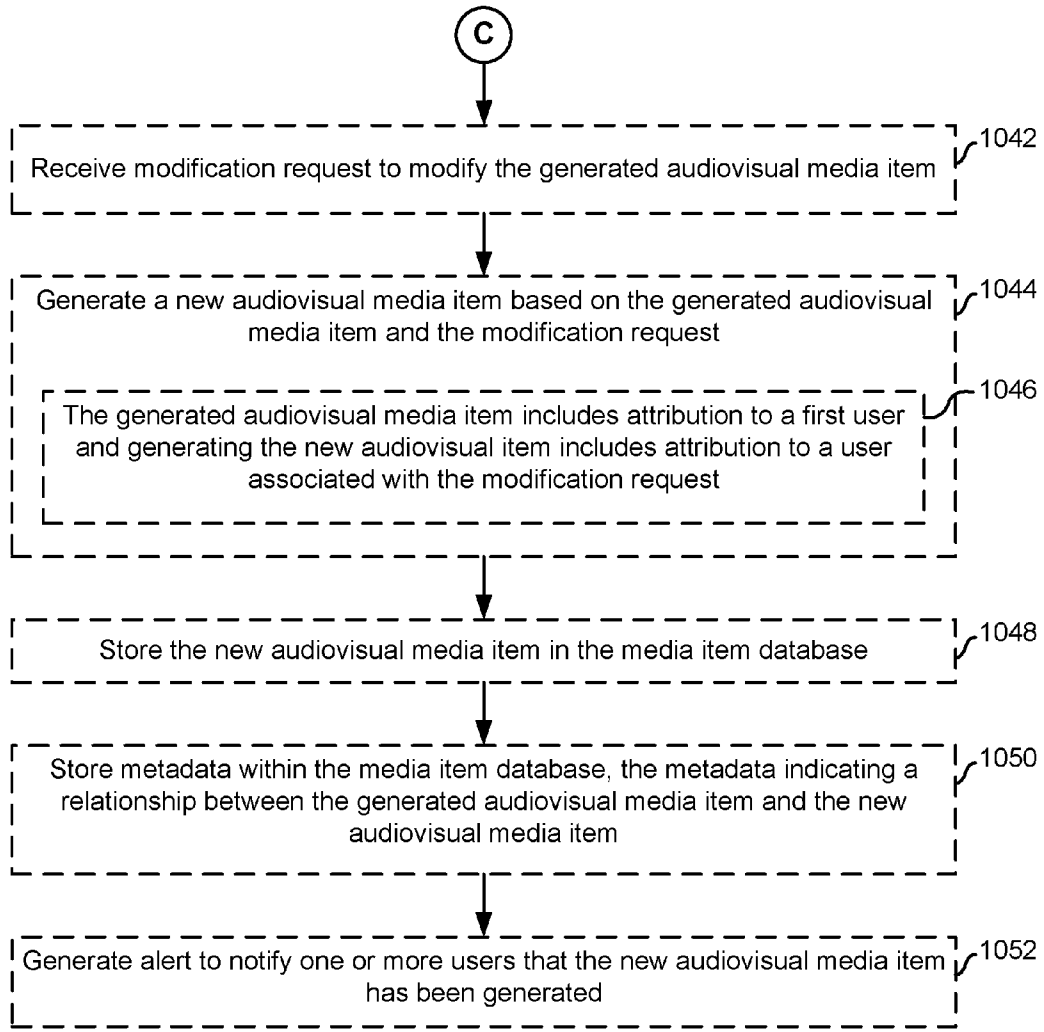 C
1042
Receive modification request to modify the generated audiovisual media item
1044
Generate a new audiovisual media item based on the generated audiovisual
media item and the modification request
1046
The generated audiovisual media item includes attribution to a first user
and generating the new audiovisual item includes attribution to a user
associated with the modification request
1048
Store the new audiovisual media item in the media item database
1050
Store metadata within the media item database, the metadata indicating a
relationship between the generated audiovisual media item and the new
audiovisual media item
1052
Generate alert to notify one or more users that the new audiovisual media item
has been generated